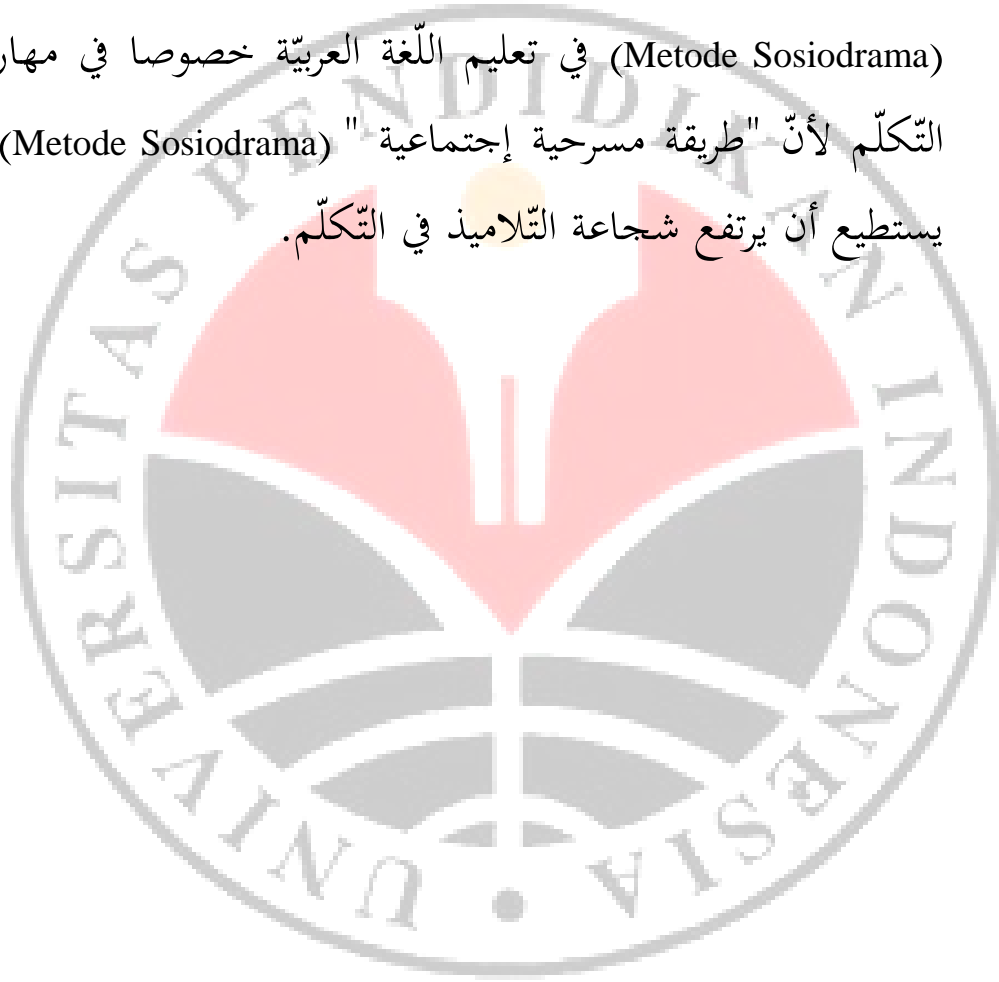 (Metode Sosiodrama) في تعليم اللّغة العربيّة خصوصا في
التّكلّم لأنّ "طريقة مسرحية إجتماعية " (Metode Sosiodrama)
يستطيع أن يرتفع شجاعة التّلاميذ في التّكلّم.
UNIVERSITAS PENDIDIKAN INDONESIA